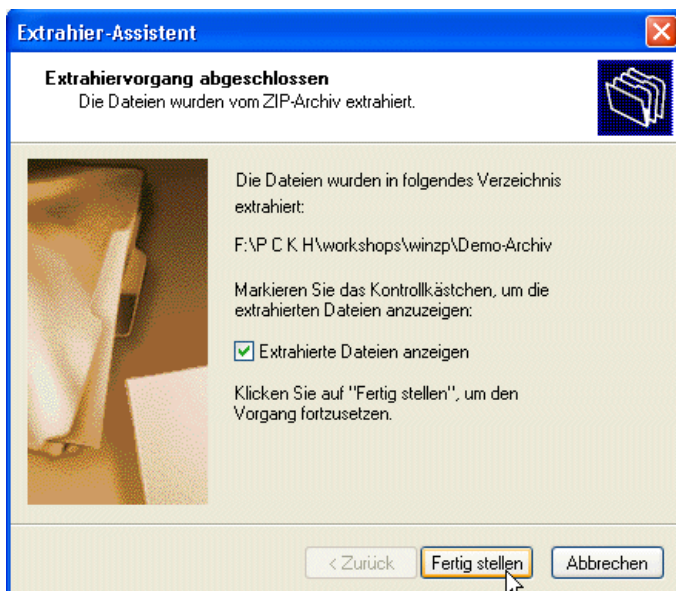 Extrahier-Assistent
Extrahiervorgang abgeschlossen
Die Dateien wurden vom ZIP-Archiv extrahiert.
Die Dateien wurden in folgendes Verzeichnis
extrahiert:
F:\P C K H\workshops\winzp\Demo-Archiv
Markieren Sie das Kontrollkästchen, um die
extrahierten Dateien anzuzeigen:
Extrahierte Dateien anzeigen
Klicken Sie auf "Fertig stellen", um den
Vorgang fortzusetzen.
< Zurück Fertig stellen Abbrechen